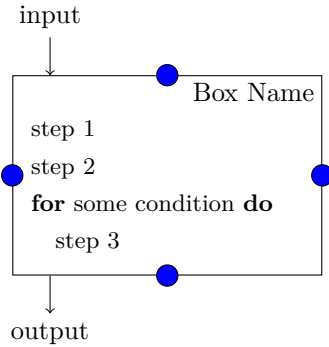 input
Box Name
step 1
step 2
for some condition do
step 3
output